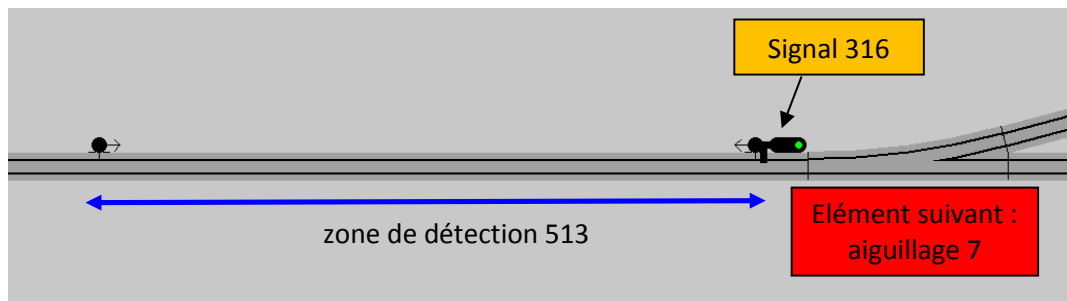 Signal 316
zone de détection 513
Elément suivant :
aiguillage 7